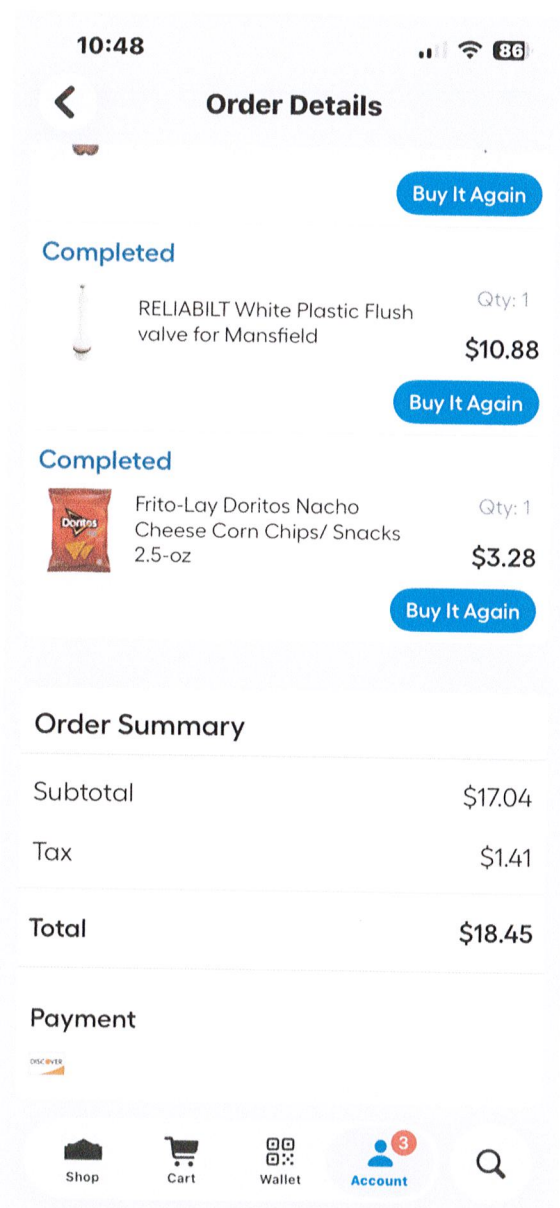 10:48
86
Order Details
Buy It Again
Completed
RELIABILT White Plastic Flush
valve for Mansfield
Qty: 1
$10.88
Buy It Again
Completed
Doritos
Frito-Lay Doritos Nacho
Cheese Corn Chips/ Snacks
2.5-oz
Qty: 1
$3.28
Buy It Again
Order Summary
Subtotal $17.04
Tax $1.41
Total $18.45
Payment
DISCOVER
Shop
Cart
Wallet
3
Account